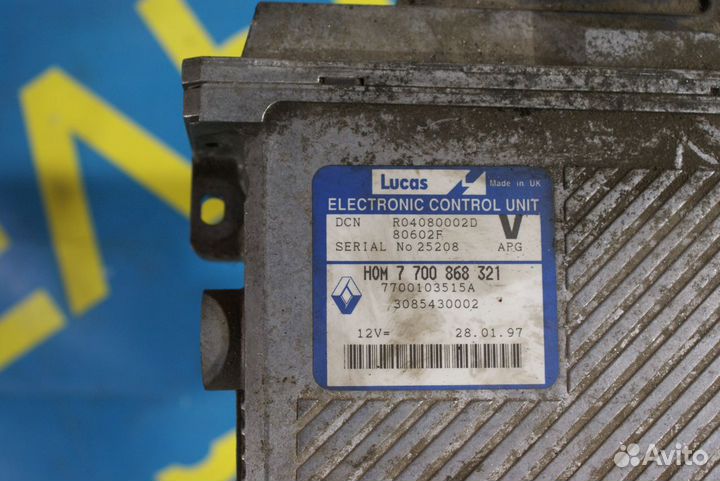 Lucas Made in UK
ELECTRONIC CONTROL UNIT
DCN R04080002D V
80602F
SERIAL No 25208 APG
HOM 7 700 868 321
7700103515A
3085430002
12V= 28.01.97
Avito